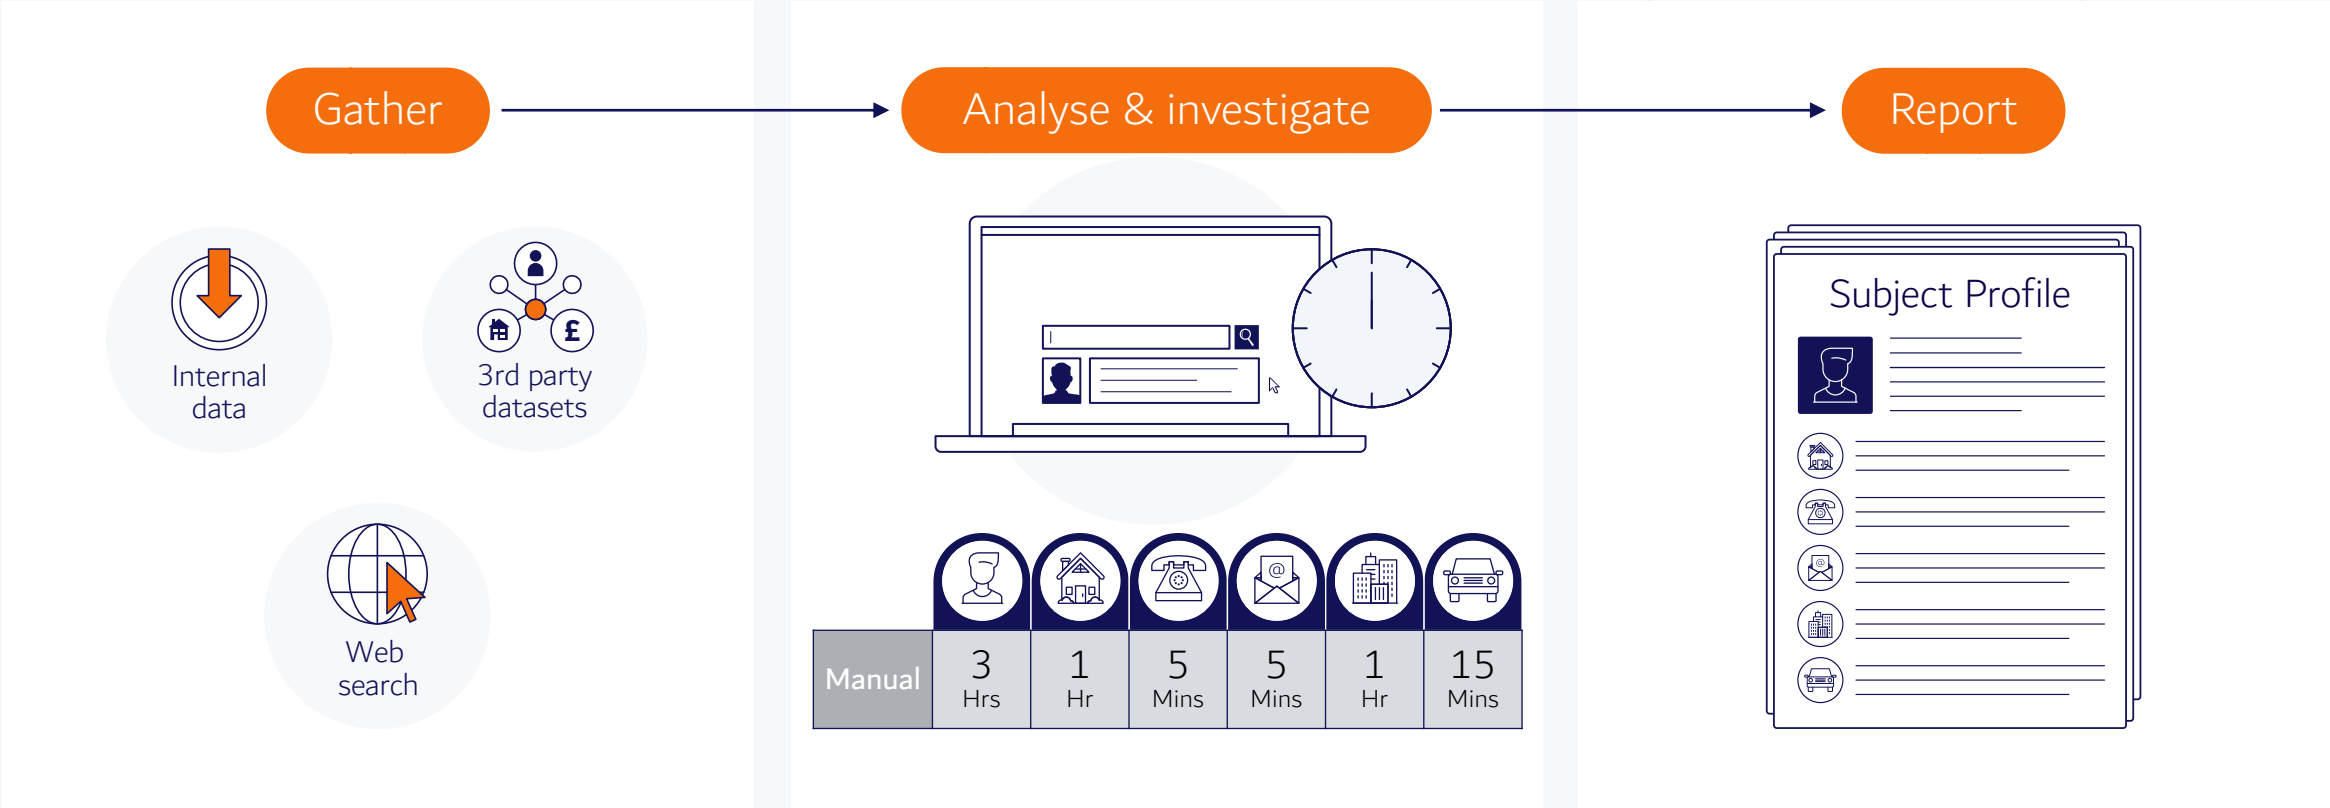 Gather
Analyse & investigate
Report
Internal
data
3rd party
datasets
£
Web
search
@
Manual
3
Hrs
1
Hr
5
Mins
5
Mins
1
Hr
15
Mins
Subject Profile
@